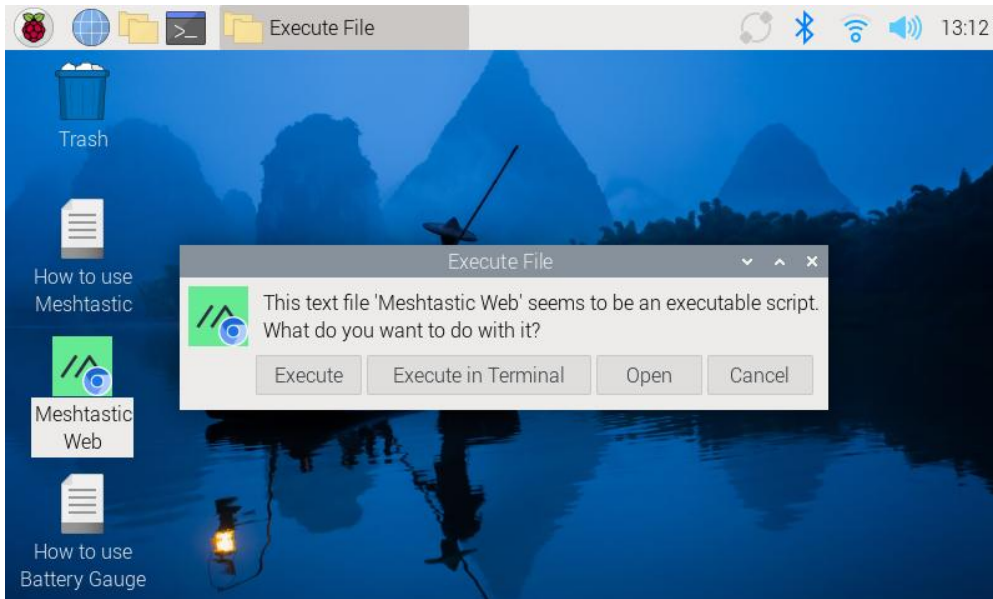 >_
Execute File
13:12
Trash
How to use
Meshtastic
Execute File
This text file 'Meshtastic Web' seems to be an executable script.
What do you want to do with it?
Execute
Execute in Terminal
Open
Cancel
Meshtastic
Web
How to use
Battery Gauge